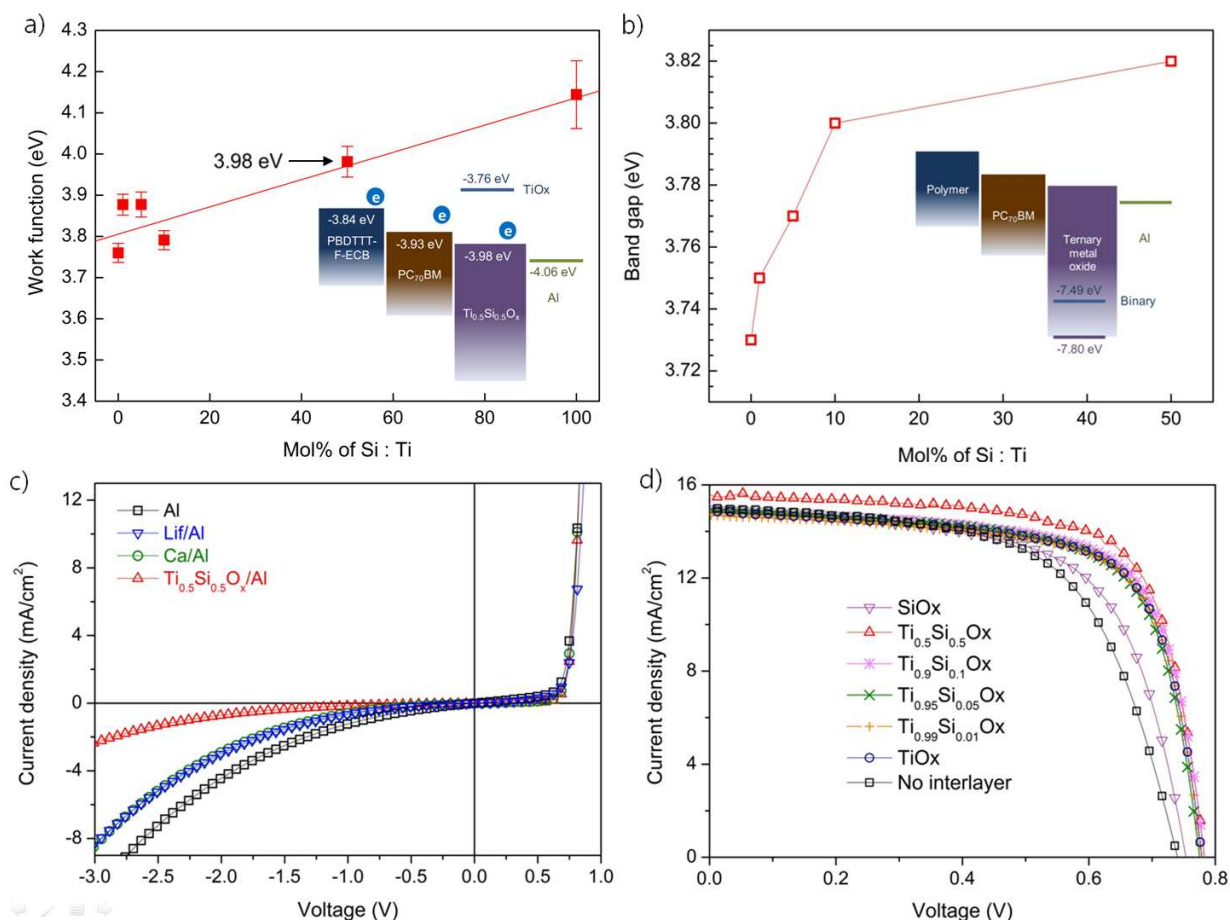 a)
Work function (eV)
4.3
4.2
4.1
4.0
3.9
3.8
3.7
3.6
3.5
3.4
3.98 eV
-3.76 eV
TiOx
e
e
e
-3.84 eV
PBDTTT-
F-ECB
-3.93 eV
PC₇₀BM
-3.98 eV
Ti₀.₅Si₀.₅Oₓ
-4.06 eV
Al
0 20 40 60 80 100
Mol% of Si : Ti
b)
Band gap (eV)
3.82
3.80
3.78
3.76
3.74
3.72
Polymer
PC₇₀BM
Ternary
metal
oxide
Al
-7.49 eV
Binary
-7.80 eV
0 10 20 30 40 50
Mol% of Si : Ti
c)
Current density (mA/cm²)
12
8
4
0
-4
-8
Al
Lif/Al
Ca/Al
Ti₀.₅Si₀.₅Oₓ/Al
-3.0 -2.5 -2.0 -1.5 -1.0 -0.5 0.0 0.5 1.0
Voltage (V)
d)
Current density (mA/cm²)
16
12
8
4
0
SiOx
Ti₀.₅Si₀.₅Ox
Ti₀.₉Si₀.₁Ox
Ti₀.₉₅Si₀.₀₅Ox
Ti₀.₉₉Si₀.₀₁Ox
TiOx
No interlayer
0.0 0.2 0.4 0.6 0.8
Voltage (V)